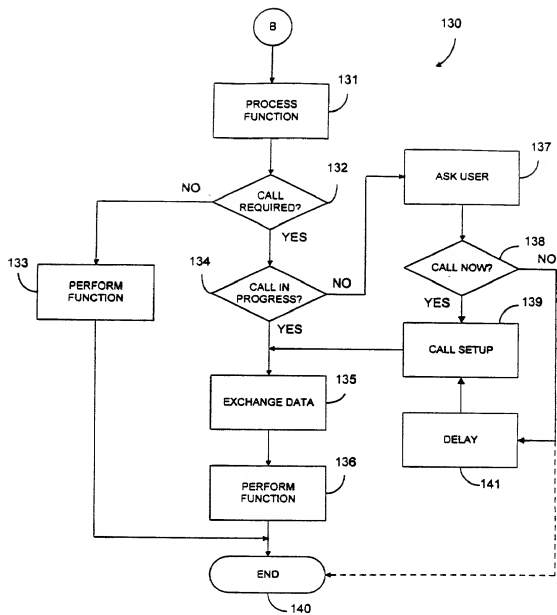 B
130
131
PROCESS
FUNCTION
137
ASK USER
132
NO
CALL
REQUIRED?
YES
138
134
CALL IN
PROGRESS?
NO
CALL NOW?
NO
133
PERFORM
FUNCTION
YES
YES
139
CALL SETUP
135
EXCHANGE DATA
DELAY
136
PERFORM
FUNCTION
141
END
140